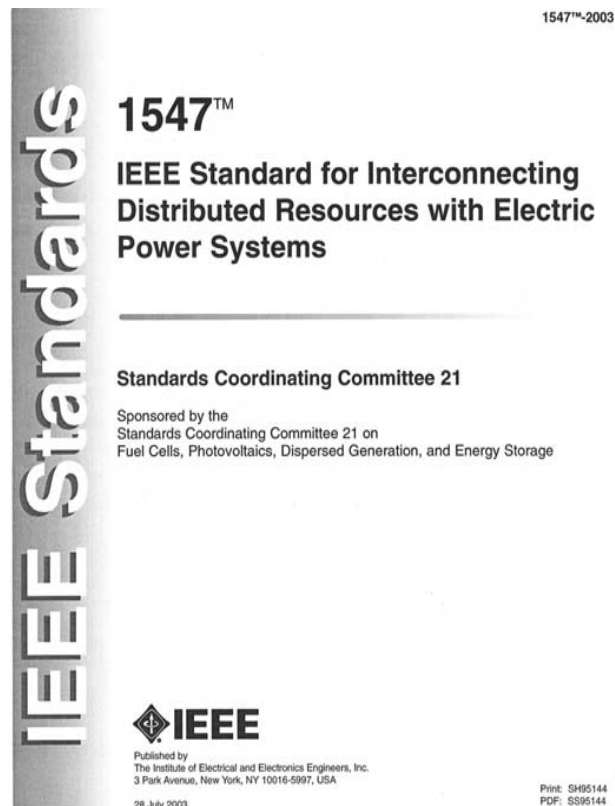 1547™-2003
IEEE Standards
1547™
IEEE Standard for Interconnecting
Distributed Resources with Electric
Power Systems
Standards Coordinating Committee 21
Sponsored by the
Standards Coordinating Committee 21 on
Fuel Cells, Photovoltaics, Dispersed Generation, and Energy Storage
IEEE
Published by
The Institute of Electrical and Electronics Engineers, Inc.
3 Park Avenue, New York, NY 10016-5997, USA
28 July 2003
Print: SH95144
PDF: SS95144